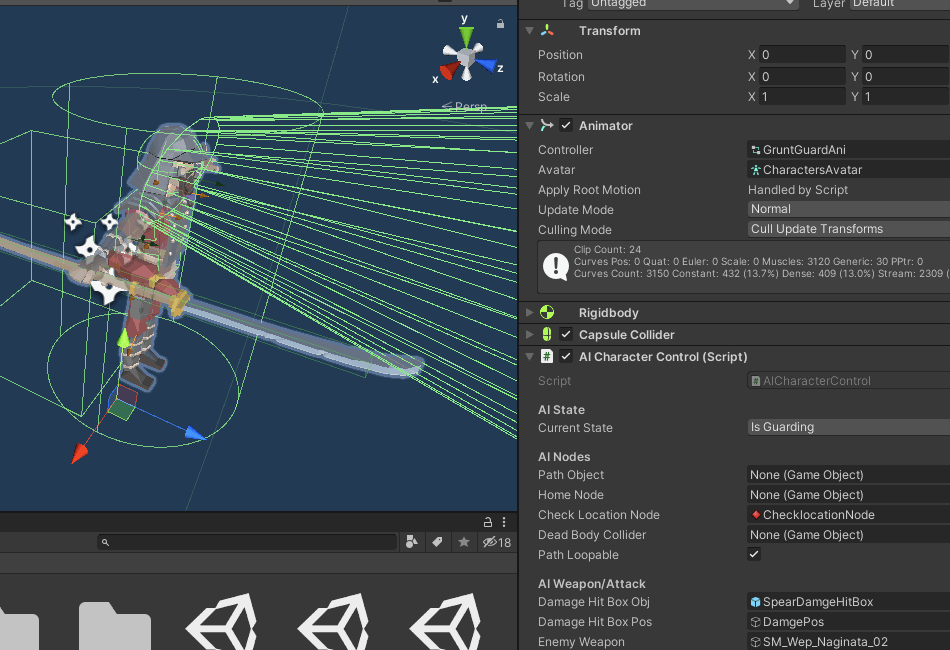 Tag Untagged Layer Default
y
x
z
Persp
Transform
Position X 0 Y 0
Rotation X 0 Y 0
Scale X 1 Y 1
Animator
Controller GruntGuardAni
Avatar CharactersAvatar
Apply Root Motion Handled by Script
Update Mode Normal
Culling Mode Cull Update Transforms
Clip Count: 24
Curves Pos: 0 Quat: 0 Euler: 0 Scale: 0 Muscles: 3120 Generic: 30 PPtr: 0
Curves Count: 3150 Constant: 432 (13.7%) Dense: 409 (13.0%) Stream: 2309 (
Rigidbody
Capsule Collider
# AI Character Control (Script)
Script # AICharacterControl
AI State
Current State Is Guarding
AI Nodes
Path Object None (Game Object)
Home Node None (Game Object)
Check Location Node ChecklocationNode
Dead Body Collider None (Game Object)
Path Loopable
AI Weapon/Attack
Damage Hit Box Obj SpearDamgeHitBox
Damage Hit Box Pos DamgePos
Enemy Weapon SM_Wep_Naginata_02
18